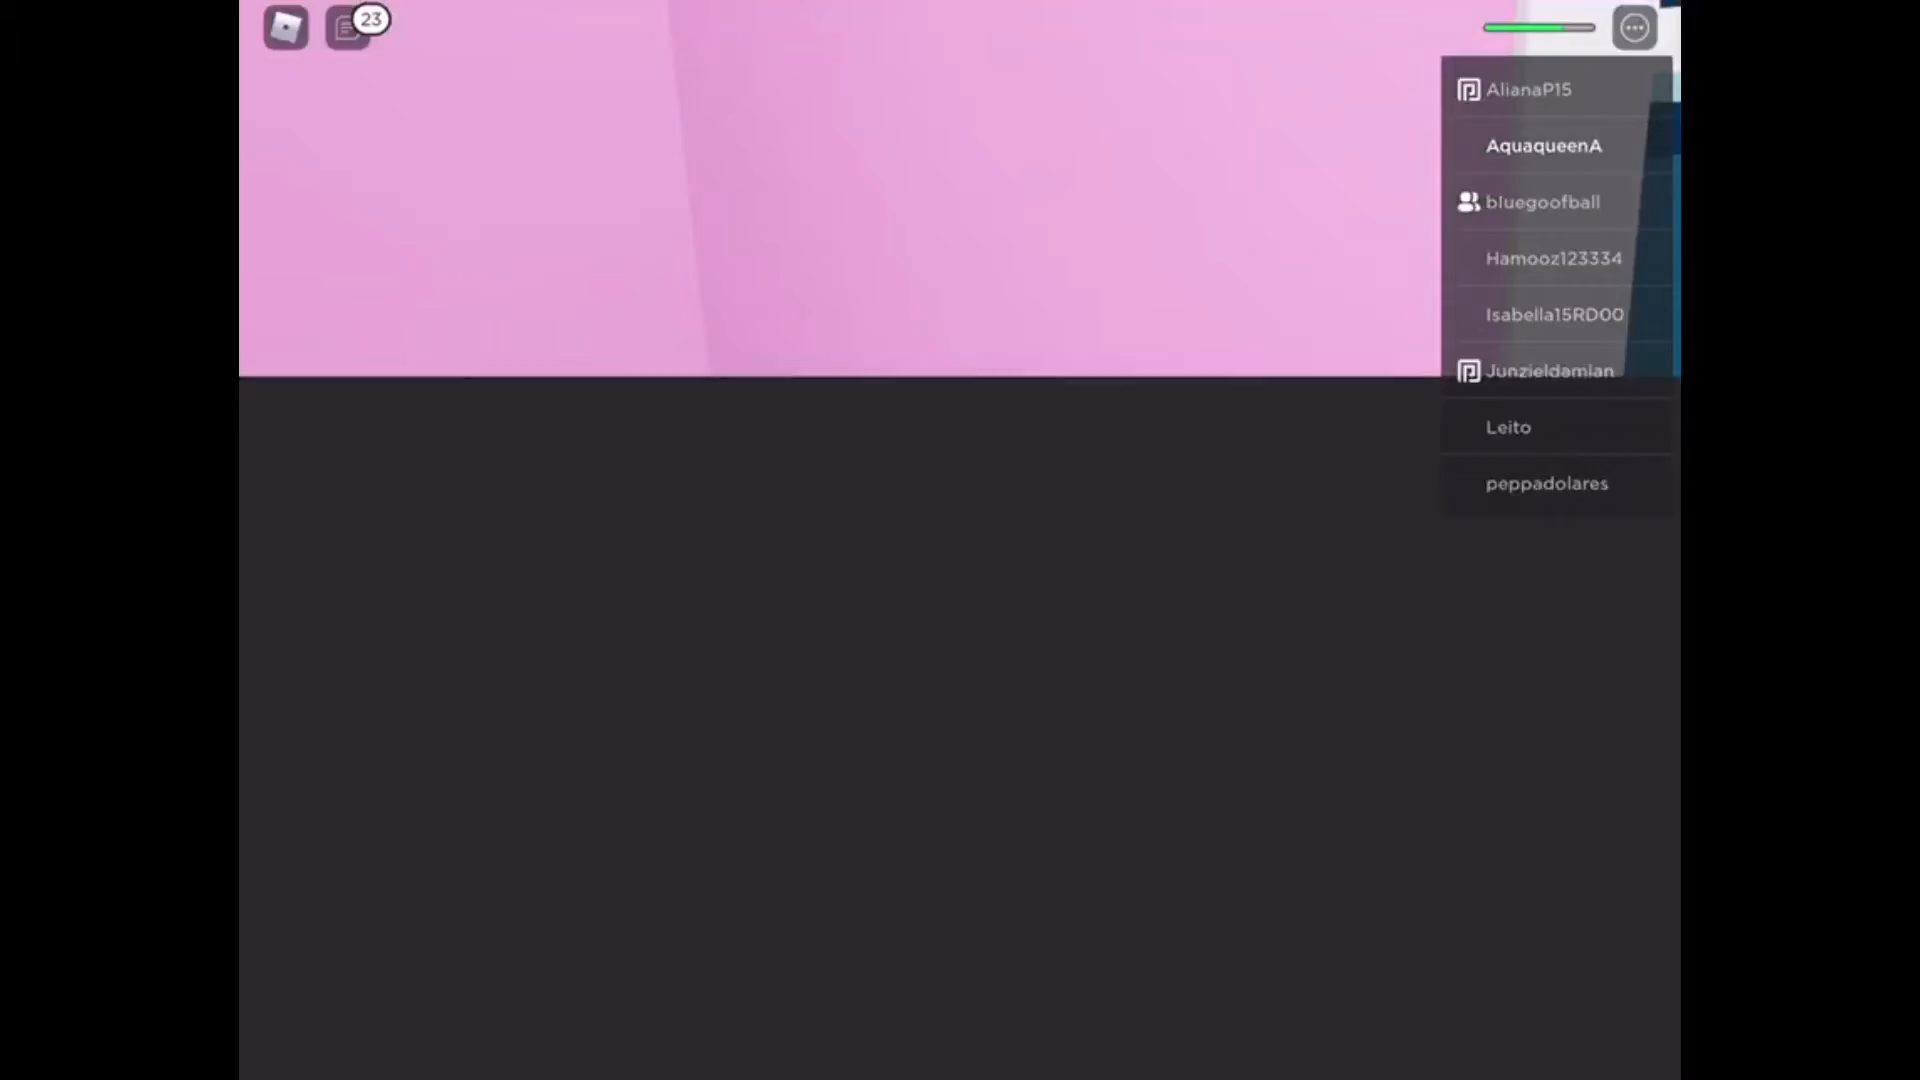 23
AlianaP15
AquaqueenA
bluegoofball
Hamooz123334
Isabella15RD00
Junzieldamian
Leito
peppadolares